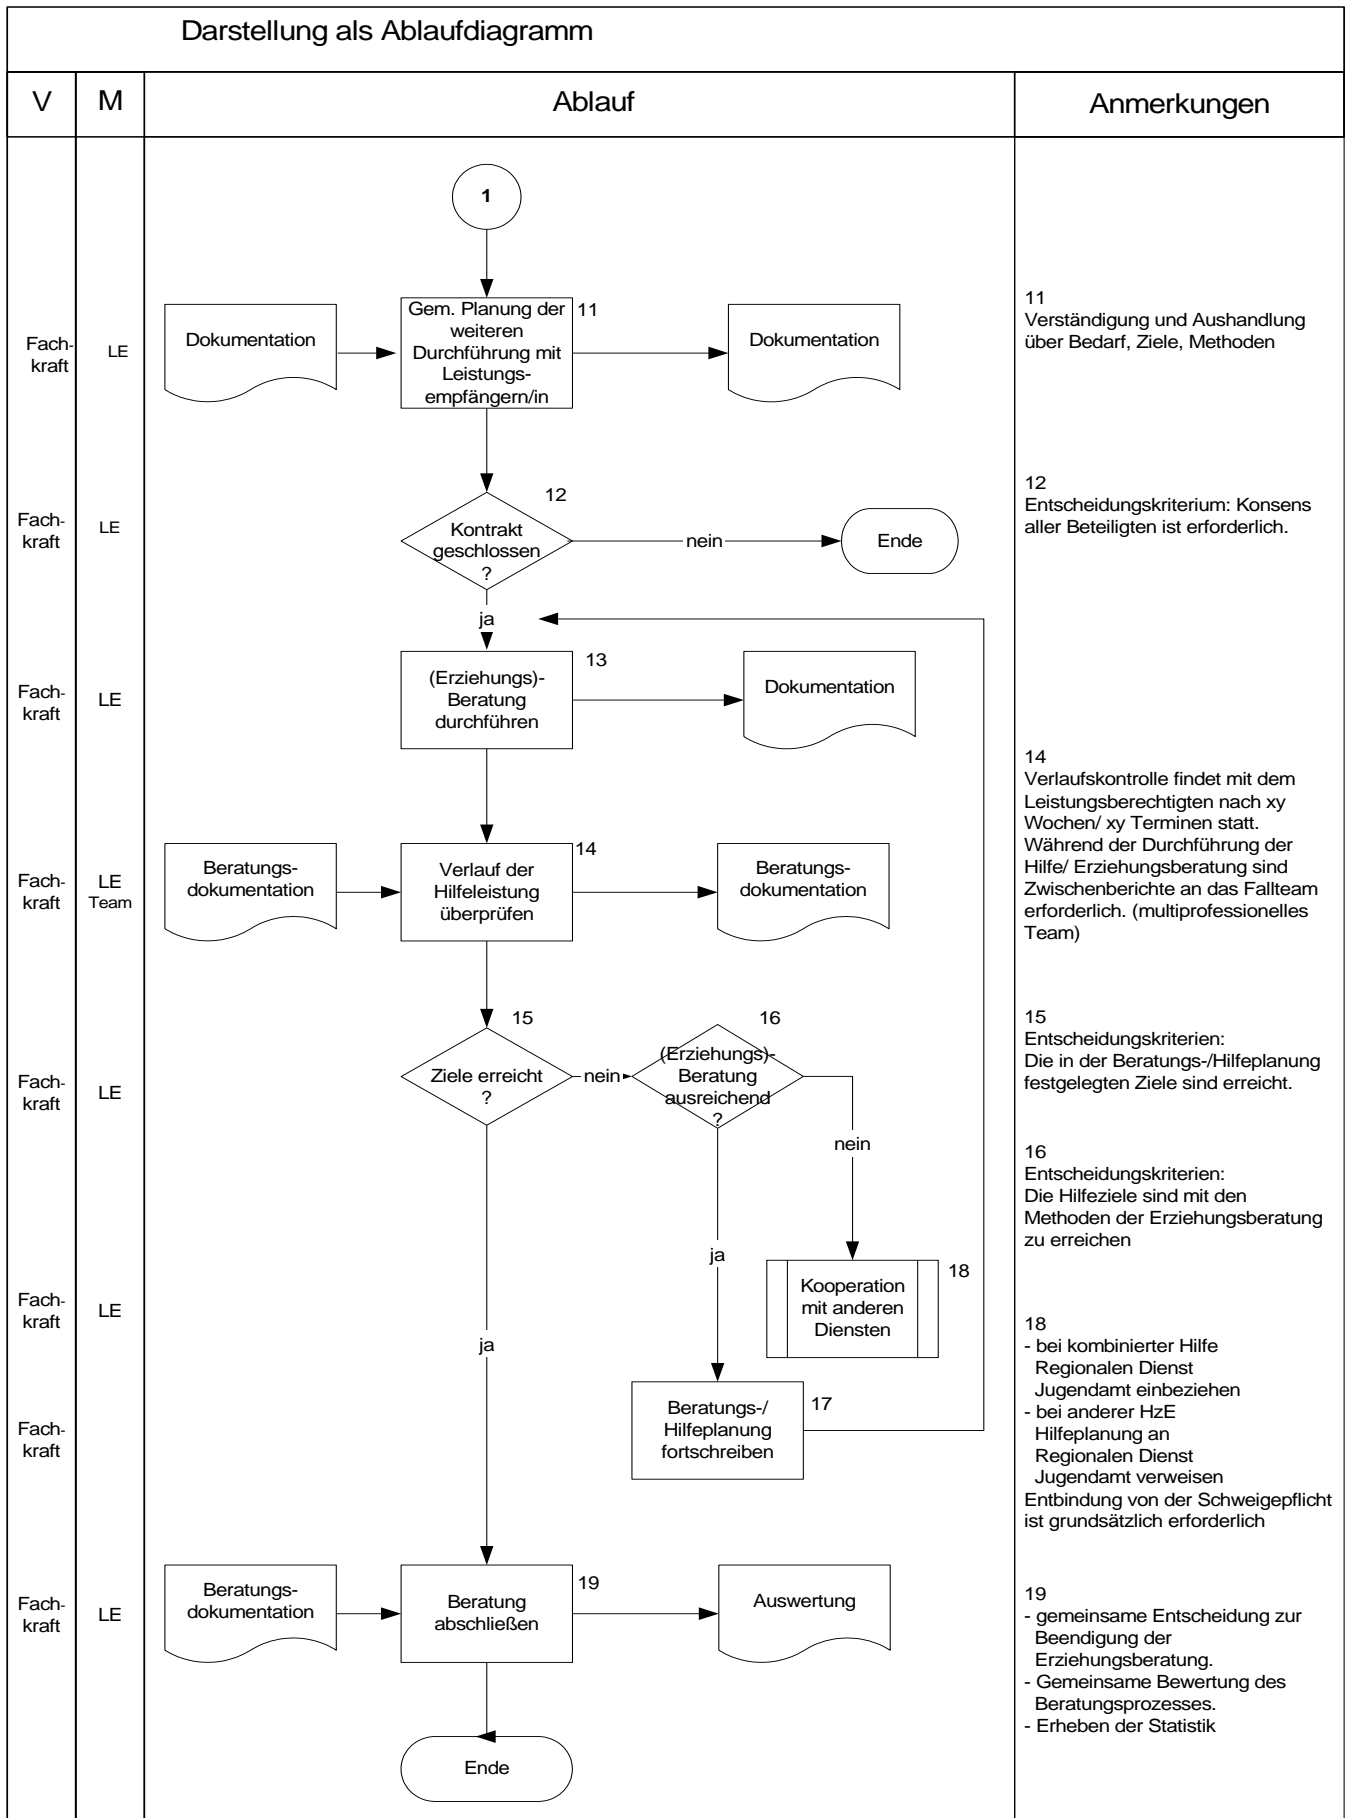 Darstellung als Ablaufdiagramm
V
M
Ablauf
Anmerkungen
1
Fach-
kraft
LE
Dokumentation
Gem. Planung der
weiteren
Durchführung mit
Leistungs-
empfängern/in
11
Dokumentation
11
Verständigung und Aushandlung
über Bedarf, Ziele, Methoden
Fach-
kraft
LE
12
Kontrakt
geschlossen
?
nein
Ende
12
Entscheidungskriterium: Konsens
aller Beteiligten ist erforderlich.
ja
Fach-
kraft
LE
(Erziehungs)-
Beratung
durchführen
13
Dokumentation
Fach-
kraft
LE
Team
Beratungs-
dokumentation
Verlauf der
Hilfeleistung
überprüfen
14
Beratungs-
dokumentation
14
Verlaufskontrolle findet mit dem
Leistungsberechtigten nach xy
Wochen/ xy Terminen statt.
Während der Durchführung der
Hilfe/ Erziehungsberatung sind
Zwischenberichte an das Fallteam
erforderlich. (multiprofessionelles
Team)
Fach-
kraft
LE
15
Ziele erreicht
?
nein
16
(Erziehungs)-
Beratung
ausreichend
?
nein
ja
15
Entscheidungskriterien:
Die in der Beratungs-/Hilfeplanung
festgelegten Ziele sind erreicht.
16
Entscheidungskriterien:
Die Hilfeziele sind mit den
Methoden der Erziehungsberatung
zu erreichen
Fach-
kraft
LE
ja
Kooperation
mit anderen
Diensten
18
18
- bei kombinierter Hilfe
Regionalen Dienst
Jugendamt einbeziehen
- bei anderer HzE
Hilfeplanung an
Regionalen Dienst
Jugendamt verweisen
Entbindung von der Schweigepflicht
ist grundsätzlich erforderlich
Fach-
kraft
Beratungs-/
Hilfeplanung
fortschreiben
17
Fach-
kraft
LE
Beratungs-
dokumentation
Beratung
abschließen
19
Auswertung
19
- gemeinsame Entscheidung zur
Beendigung der
Erziehungsberatung.
- Gemeinsame Bewertung des
Beratungsprozesses.
- Erheben der Statistik
Ende